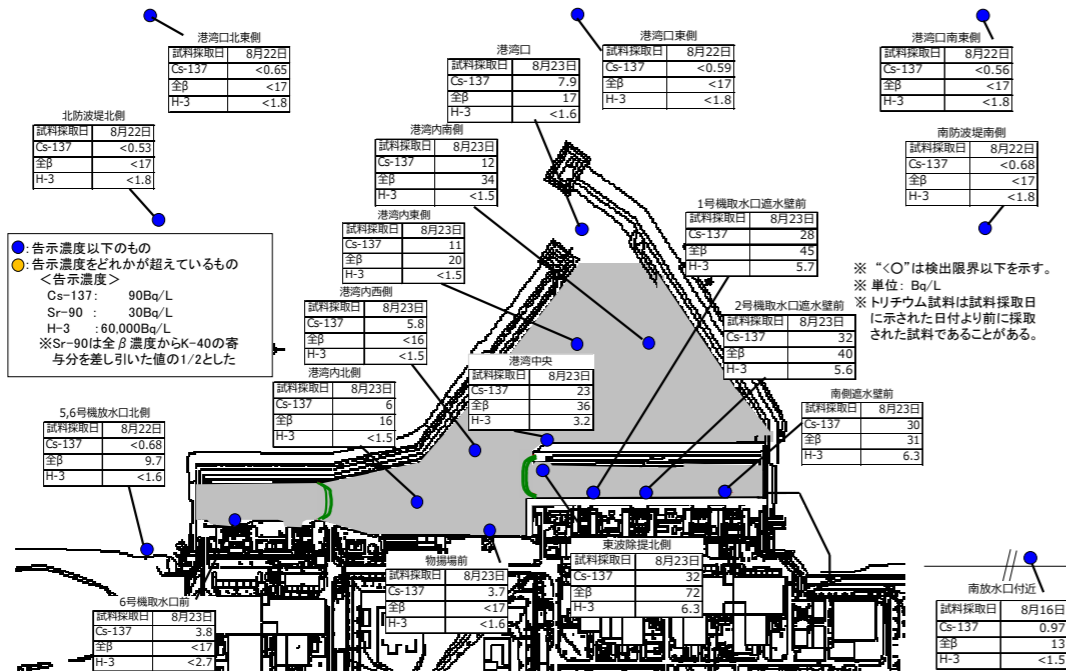 港湾口北東側
試料採取日 8月22日
Cs-137 <0.65
全β <17
H-3 <1.8
港湾口東側
試料採取日 8月22日
Cs-137 <0.59
全β <17
H-3 <1.8
港湾口南東側
試料採取日 8月22日
Cs-137 <0.56
全β <17
H-3 <1.8
港湾口
試料採取日 8月23日
Cs-137 7.9
全β 17
H-3 <1.6
北防波堤北側
試料採取日 8月22日
Cs-137 <0.53
全β <17
H-3 <1.8
港湾内南側
試料採取日 8月23日
Cs-137 12
全β 34
H-3 <1.5
南防波堤南側
試料採取日 8月22日
Cs-137 <0.68
全β <17
H-3 <1.8
港湾内東側
試料採取日 8月23日
Cs-137 11
全β 20
H-3 <1.5
1号機取水口遮水壁前
試料採取日 8月23日
Cs-137 28
全β 45
H-3 5.7
:告示濃度以下のもの
:告示濃度をどれかが超えているもの
<告示濃度>
Cs-137: 90Bq/L
Sr-90 : 30Bq/L
H-3 :60,000Bq/L
※Sr-90は全β濃度からK-40の寄
与分を差し引いた値の1/2とした
※ “<○”は検出限界以下を示す。
※ 単位: Bq/L
※ トリチウム試料は試料採取日
に示された日付より前に採取
された試料であることがある。
港湾内西側
試料採取日 8月23日
Cs-137 5.8
全β <16
H-3 <1.5
2号機取水口遮水壁前
試料採取日 8月23日
Cs-137 32
全β 40
H-3 5.6
港湾中央
試料採取日 8月23日
Cs-137 23
全β 36
H-3 3.2
港湾内北側
試料採取日 8月23日
Cs-137 6
全β 16
H-3 <1.5
南側遮水壁前
試料採取日 8月23日
Cs-137 30
全β 31
H-3 6.3
5,6号機放水口北側
試料採取日 8月22日
Cs-137 <0.68
全β 9.7
H-3 <1.6
東波除堤北側
試料採取日 8月23日
Cs-137 32
全β 72
H-3 6.3
物揚場前
試料採取日 8月23日
Cs-137 3.7
全β <17
H-3 <1.6
6号機取水口前
試料採取日 8月23日
Cs-137 3.8
全β <17
H-3 <2.7
南放水口付近
試料採取日 8月16日
Cs-137 0.97
全β 13
H-3 <1.5